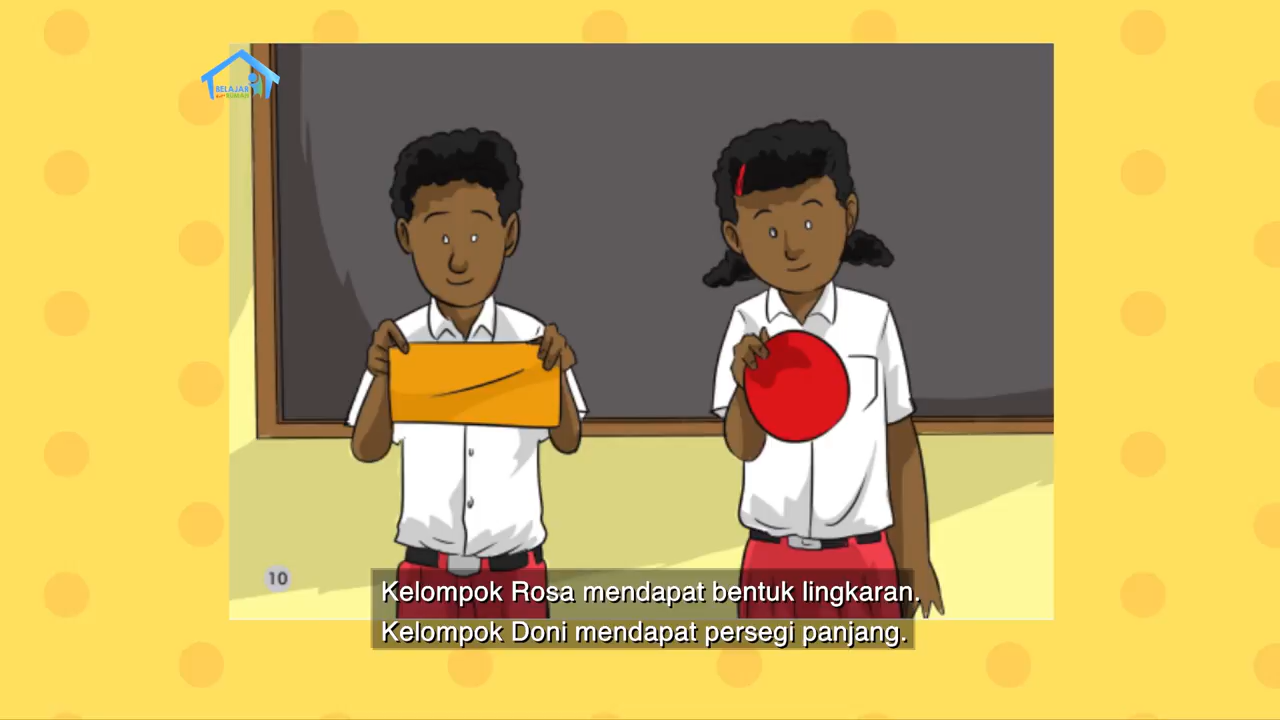 BELAJAR
RUMAH
10
Kelompok Rosa mendapat bentuk lingkaran.
Kelompok Doni mendapat persegi panjang.